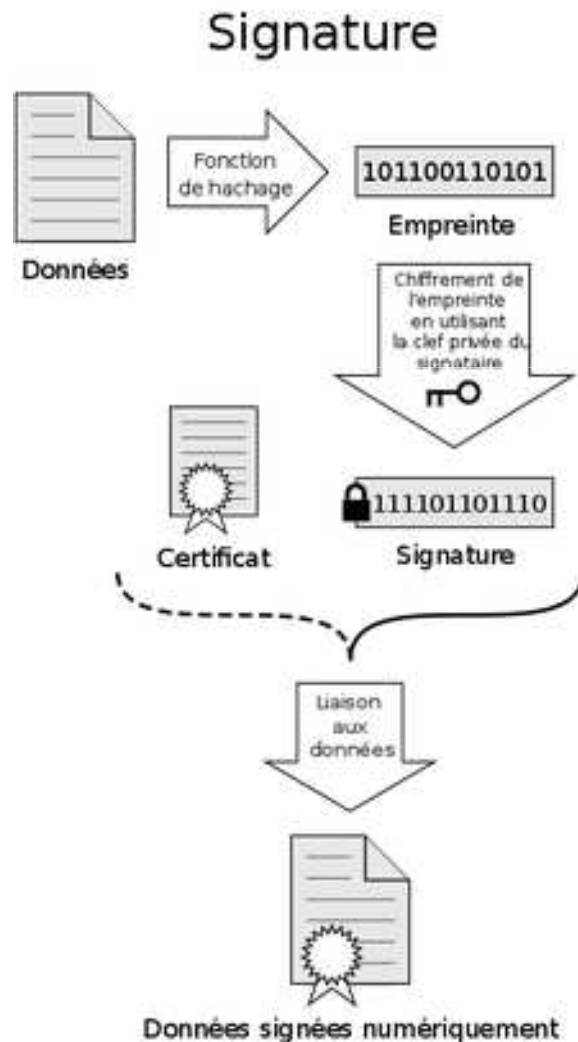 Signature
Fonction
de hachage
101100110101
Empreinte
Données
Chiffrement de
l'empreinte
en utilisant
la clef privée du
signataire
111101101110
Certificat
Signature
Liaison
aux
données
Données signées numériquement